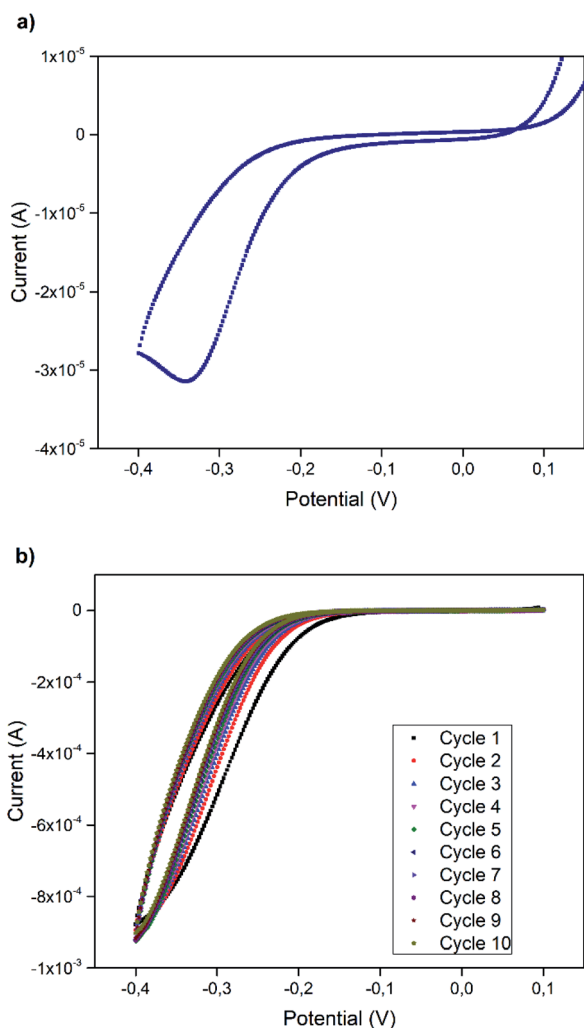 a)
1x10⁻⁵
0
-1x10⁻⁵
-2x10⁻⁵
-3x10⁻⁵
-4x10⁻⁵
Current (A)
-0,4 -0,3 -0,2 -0,1 0,0 0,1
Potential (V)
b)
0
-2x10⁻⁴
-4x10⁻⁴
-6x10⁻⁴
-8x10⁻⁴
-1x10⁻³
Current (A)
Cycle 1
Cycle 2
Cycle 3
Cycle 4
Cycle 5
Cycle 6
Cycle 7
Cycle 8
Cycle 9
Cycle 10
-0,4 -0,3 -0,2 -0,1 0,0 0,1
Potential (V)